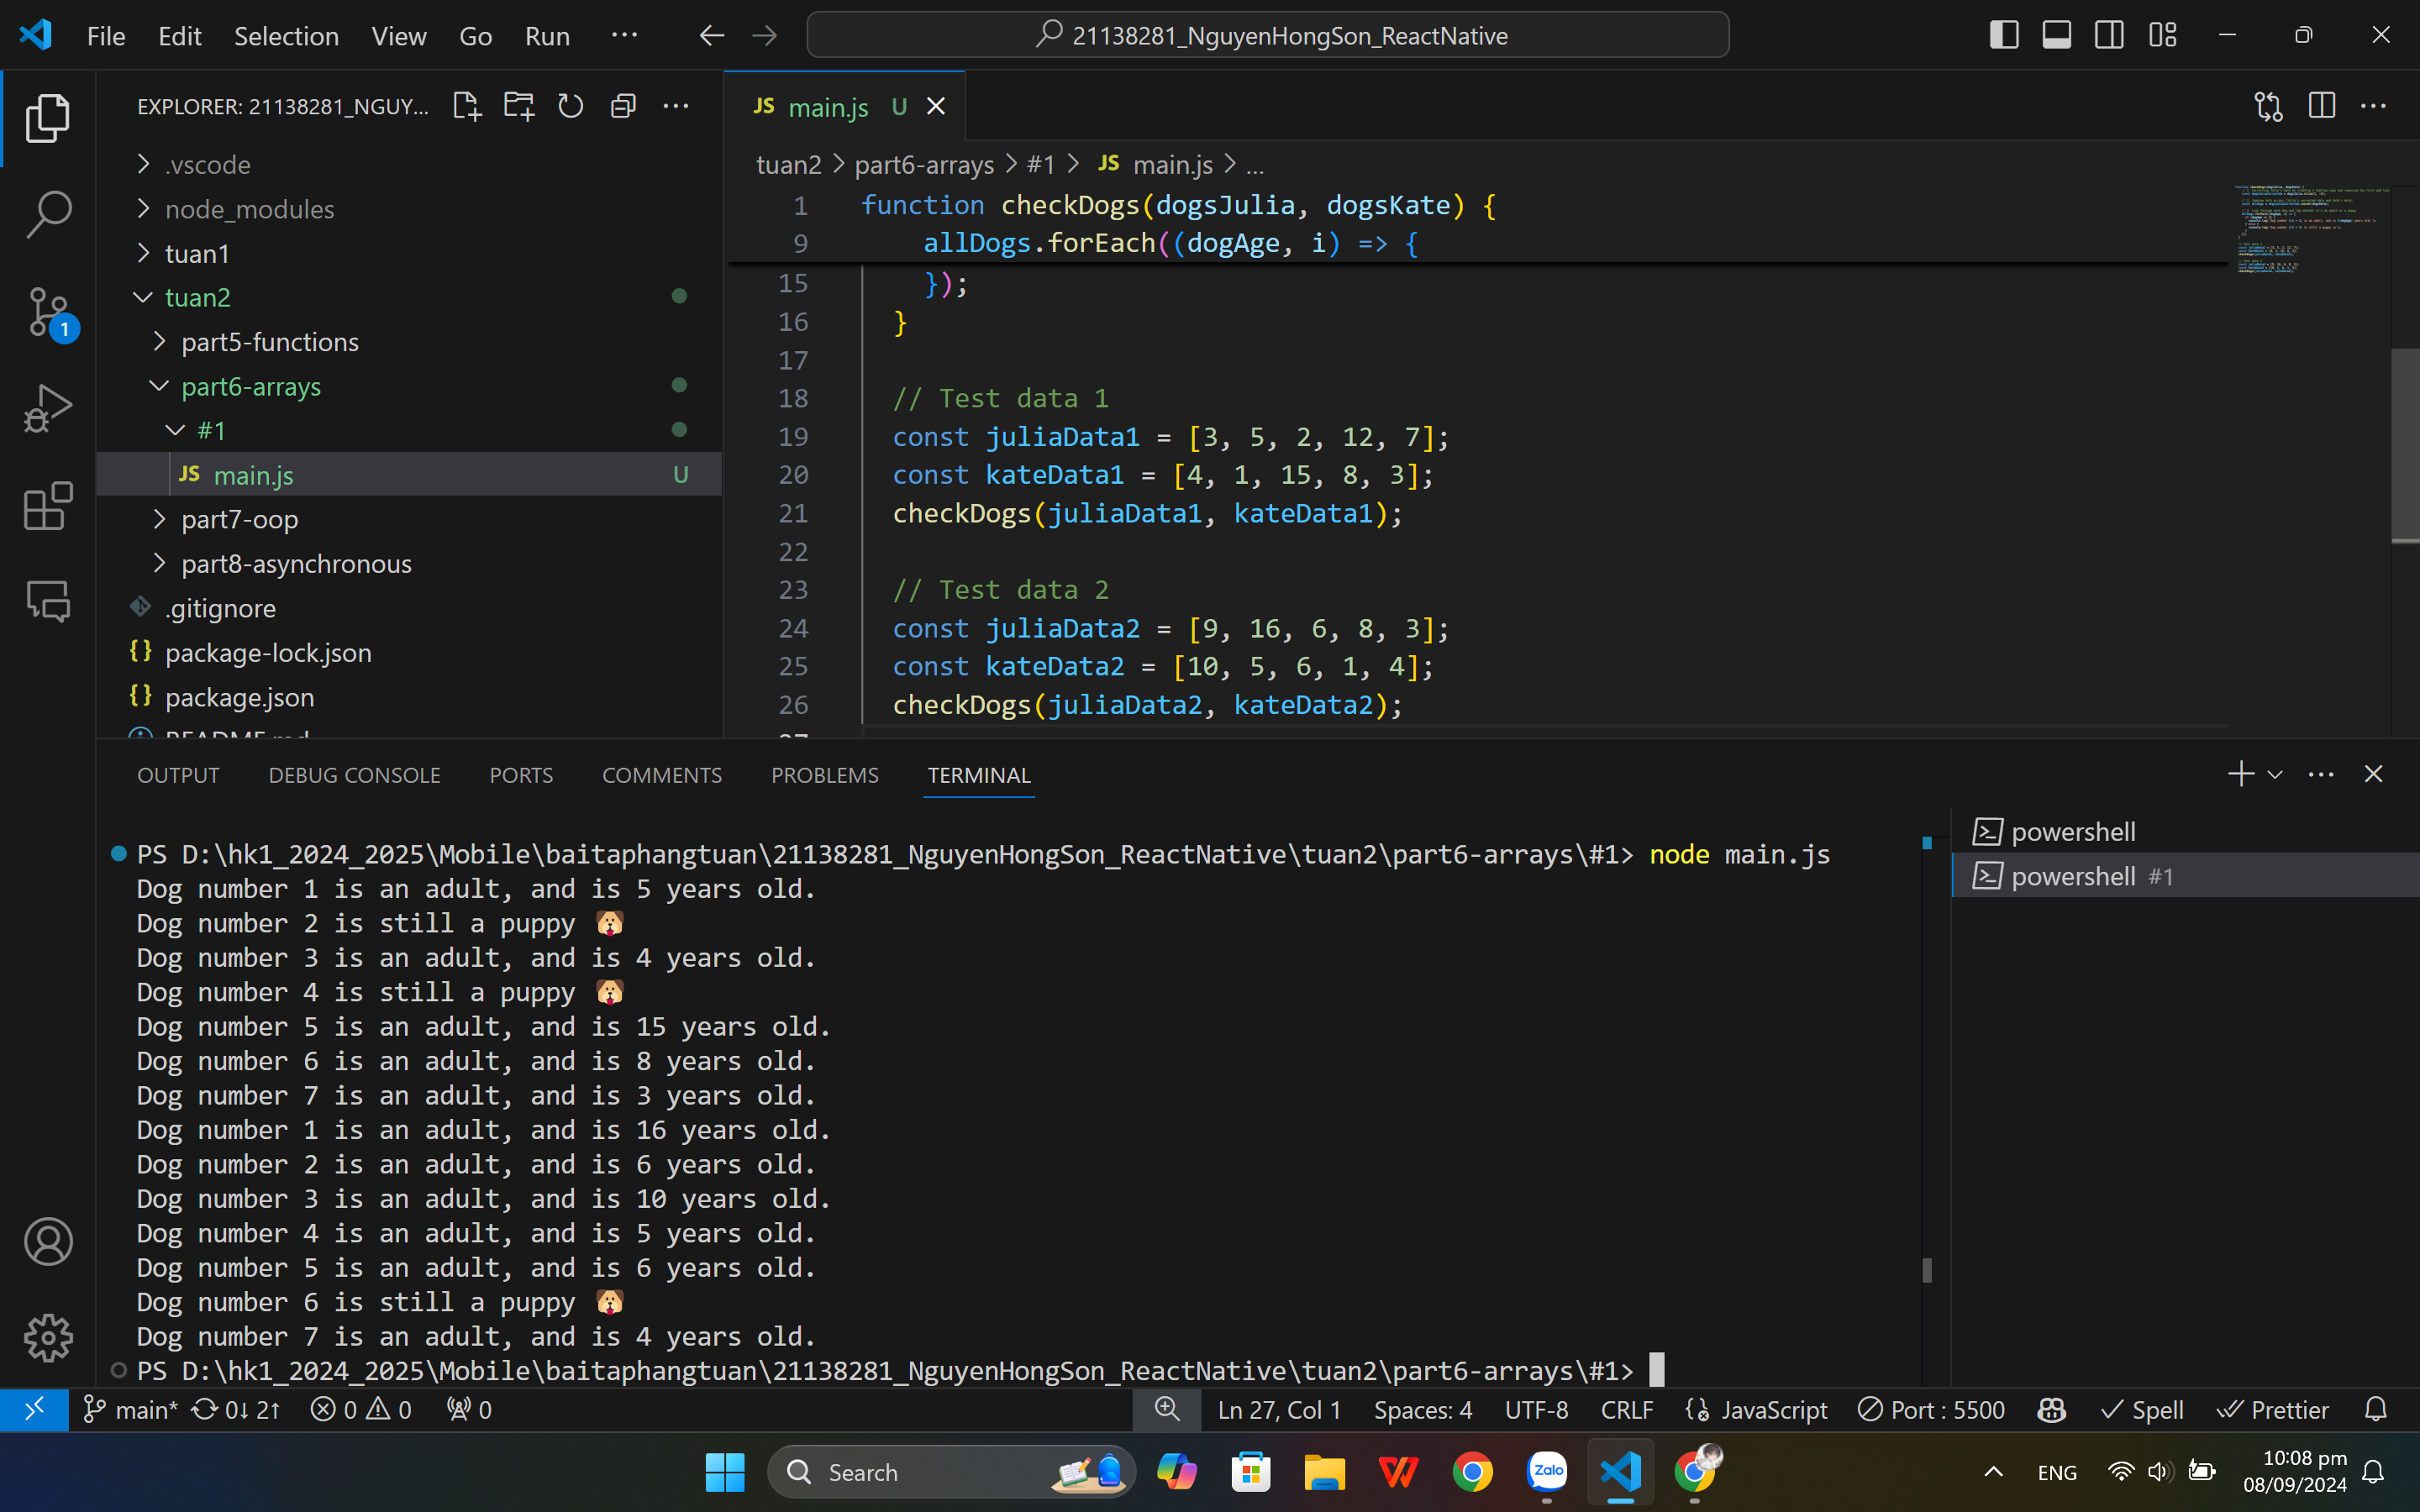 File Edit Selection View Go Run ···
21138281_NguyenHongSon_ReactNative
EXPLORER: 21138281_NGUY...
.vscode
node_modules
tuan1
tuan2
part5-functions
part6-arrays
#1
JS main.js U
part7-oop
part8-asynchronous
.gitignore
{} package-lock.json
{} package.json
README.md
1
JS main.js U
tuan2 > part6-arrays > #1 > JS main.js > ...
1 function checkDogs(dogsJulia, dogsKate) {
9 allDogs.forEach((dogAge, i) => {
15 });
16 }
17
18 // Test data 1
19 const juliaData1 = [3, 5, 2, 12, 7];
20 const kateData1 = [4, 1, 15, 8, 3];
21 checkDogs(juliaData1, kateData1);
22
23 // Test data 2
24 const juliaData2 = [9, 16, 6, 8, 3];
25 const kateData2 = [10, 5, 6, 1, 4];
26 checkDogs(juliaData2, kateData2);
27
OUTPUT DEBUG CONSOLE PORTS COMMENTS PROBLEMS TERMINAL
powershell
powershell #1
PS D:\hk1_2024_2025\Mobile\baitaphangtuan\21138281_NguyenHongSon_ReactNative\tuan2\part6-arrays\#1> node main.js
Dog number 1 is an adult, and is 5 years old.
Dog number 2 is still a puppy 🐶
Dog number 3 is an adult, and is 4 years old.
Dog number 4 is still a puppy 🐶
Dog number 5 is an adult, and is 15 years old.
Dog number 6 is an adult, and is 8 years old.
Dog number 7 is an adult, and is 3 years old.
Dog number 1 is an adult, and is 16 years old.
Dog number 2 is an adult, and is 6 years old.
Dog number 3 is an adult, and is 10 years old.
Dog number 4 is an adult, and is 5 years old.
Dog number 5 is an adult, and is 6 years old.
Dog number 6 is still a puppy 🐶
Dog number 7 is an adult, and is 4 years old.
PS D:\hk1_2024_2025\Mobile\baitaphangtuan\21138281_NguyenHongSon_ReactNative\tuan2\part6-arrays\#1>
main* 0↓ 2↑ 0 0 0 Ln 27, Col 1 Spaces: 4 UTF-8 CRLF JavaScript Port : 5500 Spell Prettier
Search
Zalo
ENG
10:08 pm
08/09/2024